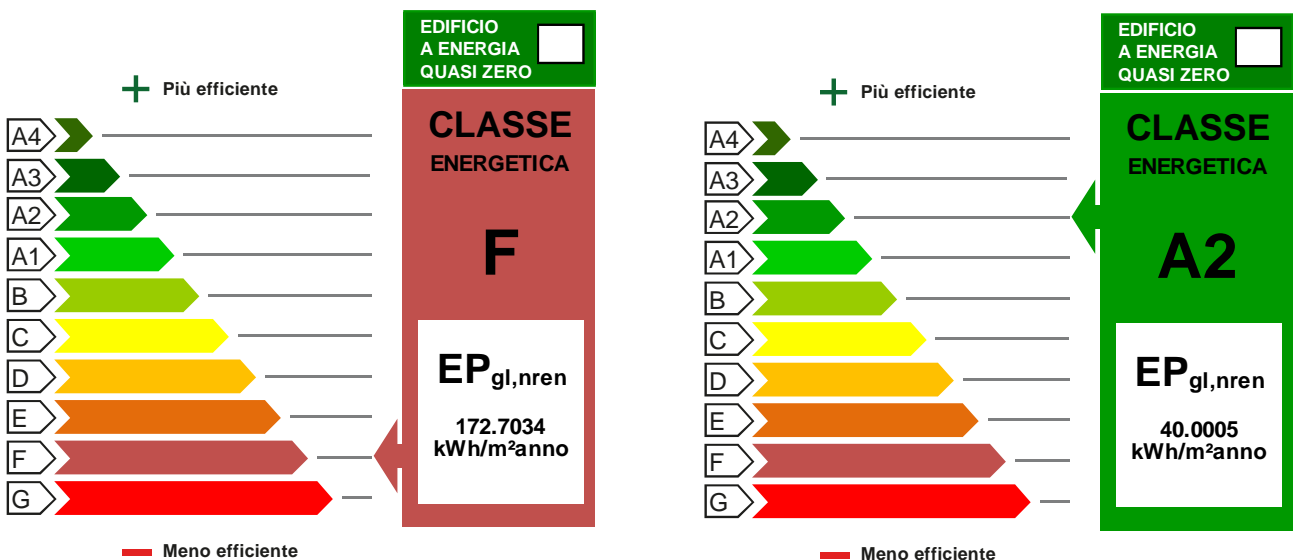 EDIFICIO
A ENERGIA
QUASI ZERO
Più efficiente
A4
A3
A2
A1
B
C
D
E
F
G
Meno efficiente
CLASSE
ENERGETICA
F
EPgl,nren
172.7034
kWh/m²anno
EDIFICIO
A ENERGIA
QUASI ZERO
Più efficiente
A4
A3
A2
A1
B
C
D
E
F
G
Meno efficiente
CLASSE
ENERGETICA
A2
EPgl,nren
40.0005
kWh/m²anno